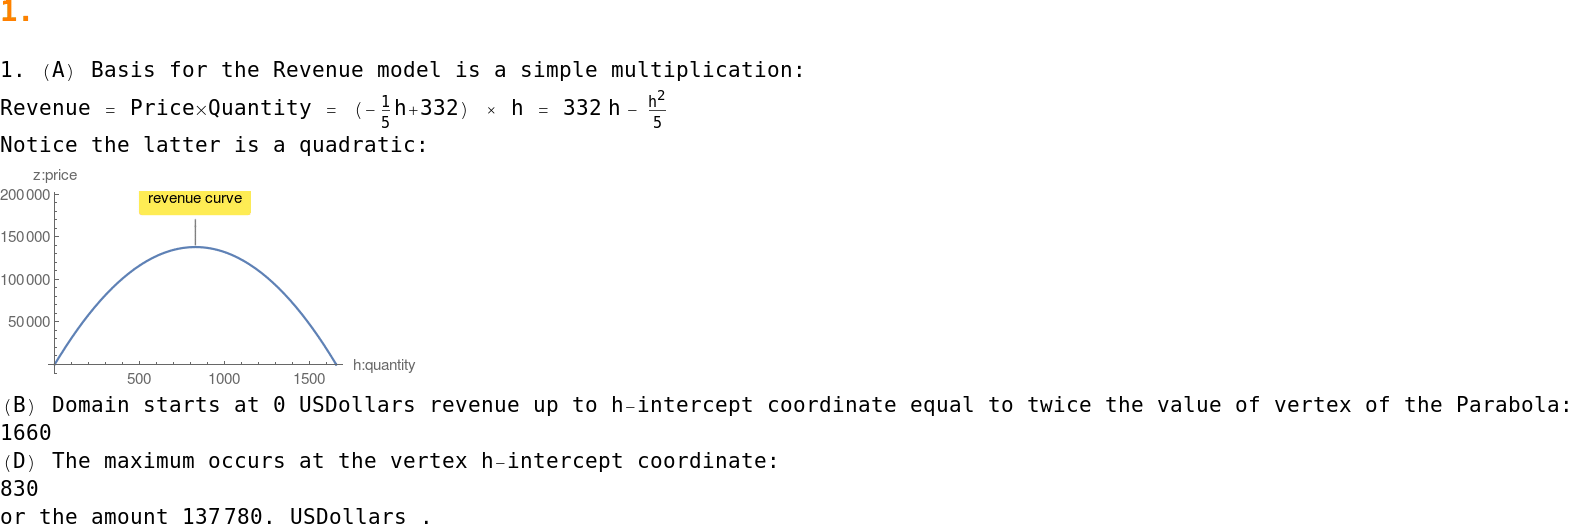 1.
1. (A) Basis for the Revenue model is a simple multiplication:
Revenue = Price×Quantity = (-1/5 h+332) × h = 332 h - h²/5
Notice the latter is a quadratic:
z:price
200 000
revenue curve
150 000
100 000
50 000
h:quantity
500 1000 1500
(B) Domain starts at 0 USDollars revenue up to h-intercept coordinate equal to twice the value of vertex of the Parabola:
1660
(D) The maximum occurs at the vertex h-intercept coordinate:
830
or the amount 137 780. USDollars .